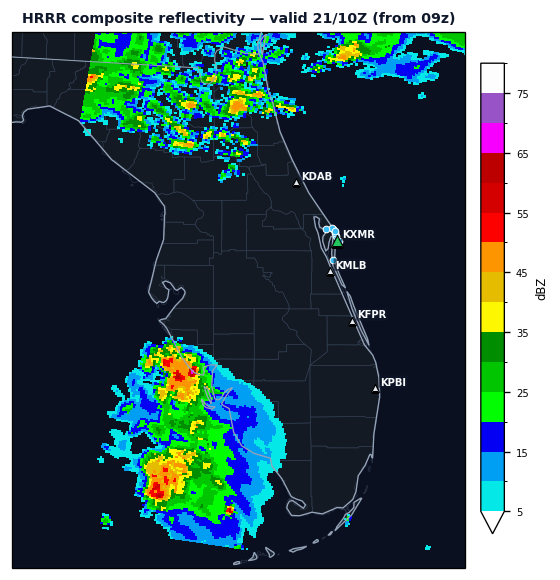 HRRR composite reflectivity — valid 21/10Z (from 09z)
KDAB
KXMR
KMLB
KFPR
KPBI
75
65
55
45
35
25
15
5
dBZ